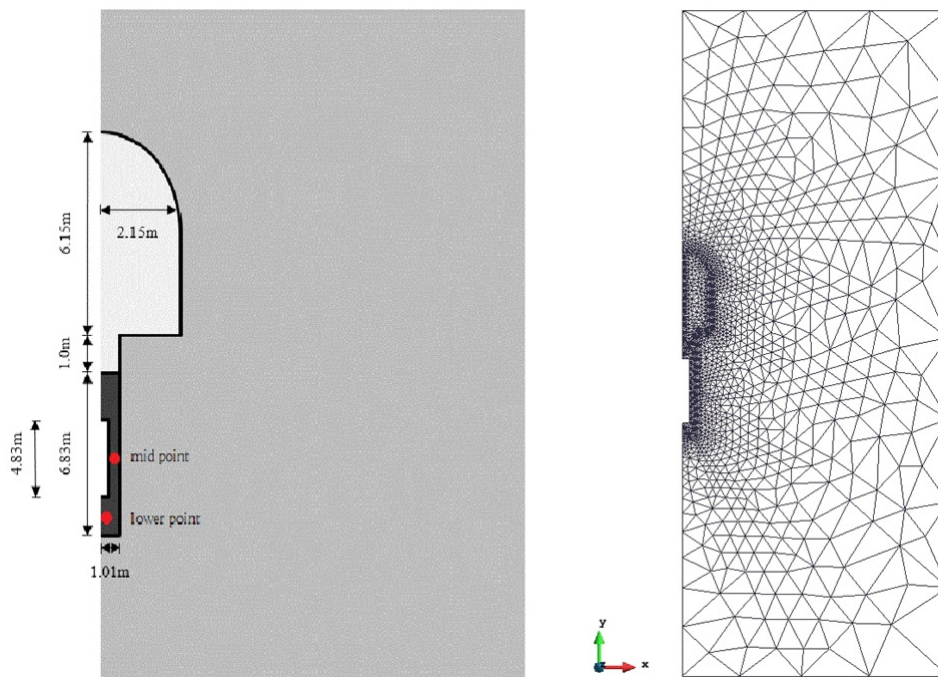 6.15m
2.15m
1.0m
4.83m
6.83m
mid point
lower point
1.01m
y
x